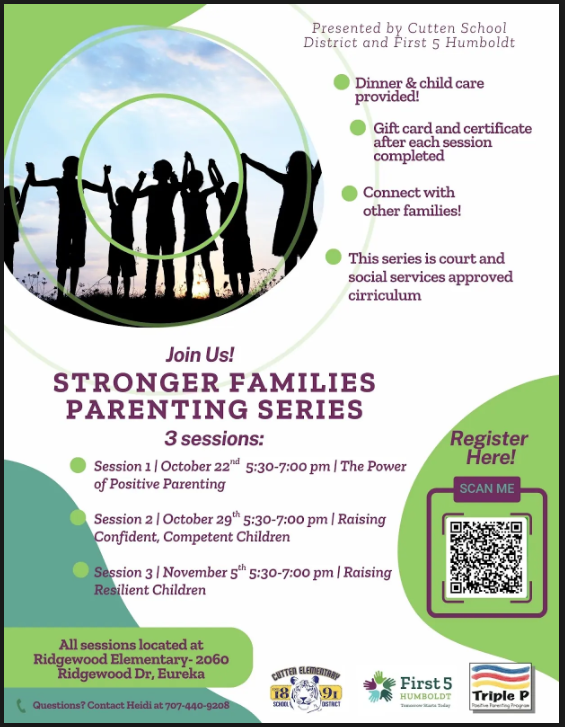 Presented by Cutten School
District and First 5 Humboldt
Dinner & child care
provided!
Gift card and certificate
after each session
completed
Connect with
other families!
This series is court and
social services approved
cirriculum
Join Us!
STRONGER FAMILIES
PARENTING SERIES
3 sessions:
Session 1 | October 22nd 5:30-7:00 pm | The Power
of Positive Parenting
Session 2 | October 29th 5:30-7:00 pm | Raising
Confident, Competent Children
Session 3 | November 5th 5:30-7:00 pm | Raising
Resilient Children
Register
Here!
SCAN ME
All sessions located at
Ridgewood Elementary- 2060
Ridgewood Dr, Eureka
Questions? Contact Heidi at 707-440-9208
CUTTEN ELEMENTARY
18 91
SCHOOL DISTRICT
First 5
HUMBOLDT
Tomorrow Starts Today
Triple P
Positive Parenting Program